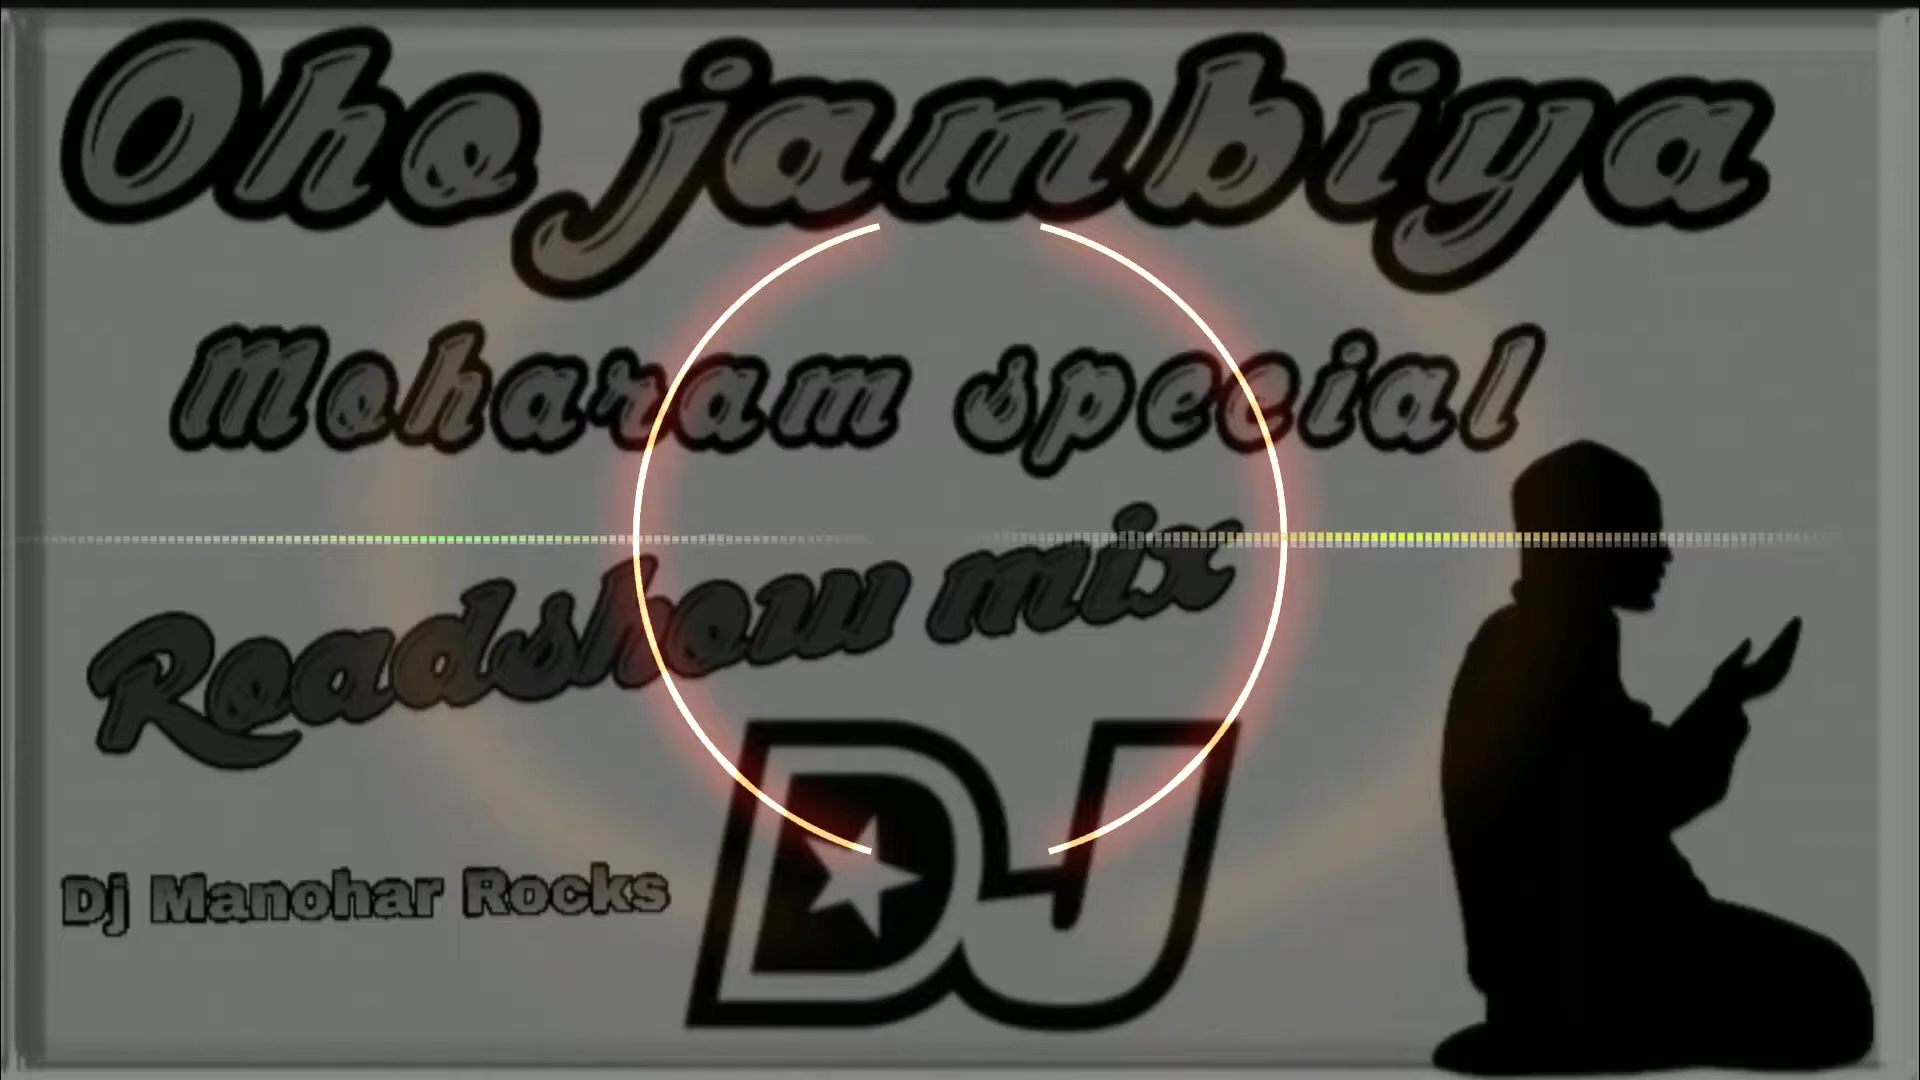 Oho jambiya
Moharam special
Roadshow mix
DJ
Dj Manohar Rocks